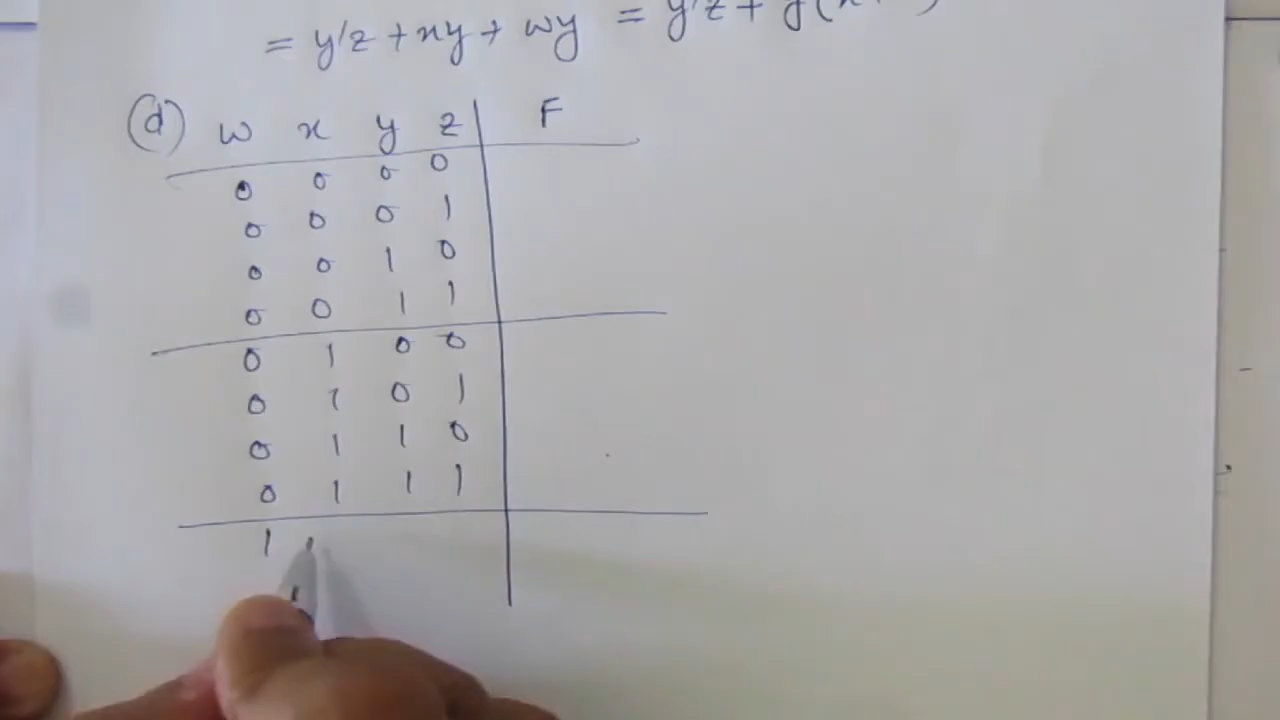 = y'z + xy + wy = y'z + y(x+
(d) w x y z F
0 0 0 0
0 0 0 1
0 0 1 0
0 0 1 1
0 1 0 0
0 1 0 1
0 1 1 0
0 1 1 1
1